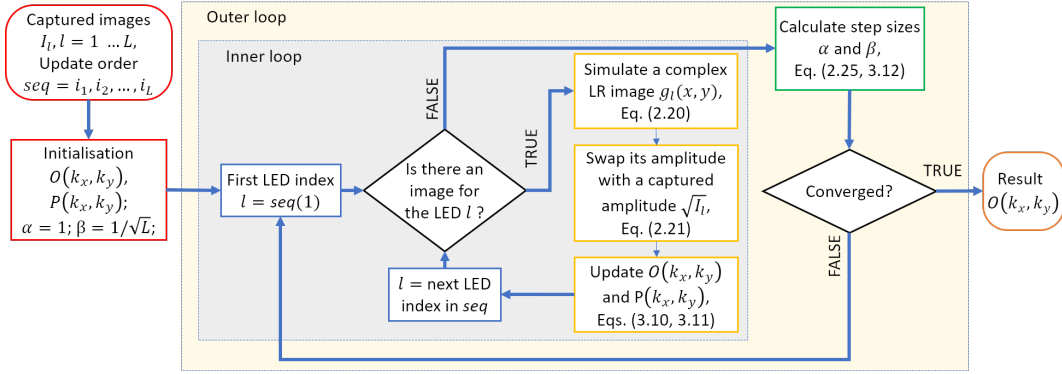 Captured images
I_l, l = 1 … L,
Update order
seq = i_1, i_2, …, i_L
Initialisation
O(k_x, k_y),
P(k_x, k_y);
α = 1; β = 1/√L;
Outer loop
Inner loop
First LED index
l = seq(1)
Is there an
image for
the LED l ?
FALSE
TRUE
l = next LED
index in seq
Simulate a complex
LR image g_l(x, y),
Eq. (2.20)
Swap its amplitude
with a captured
amplitude √I_l,
Eq. (2.21)
Update O(k_x, k_y)
and P(k_x, k_y),
Eqs. (3.10, 3.11)
Calculate step sizes
α and β,
Eq. (2.25, 3.12)
Converged?
TRUE
FALSE
Result
O(k_x, k_y)